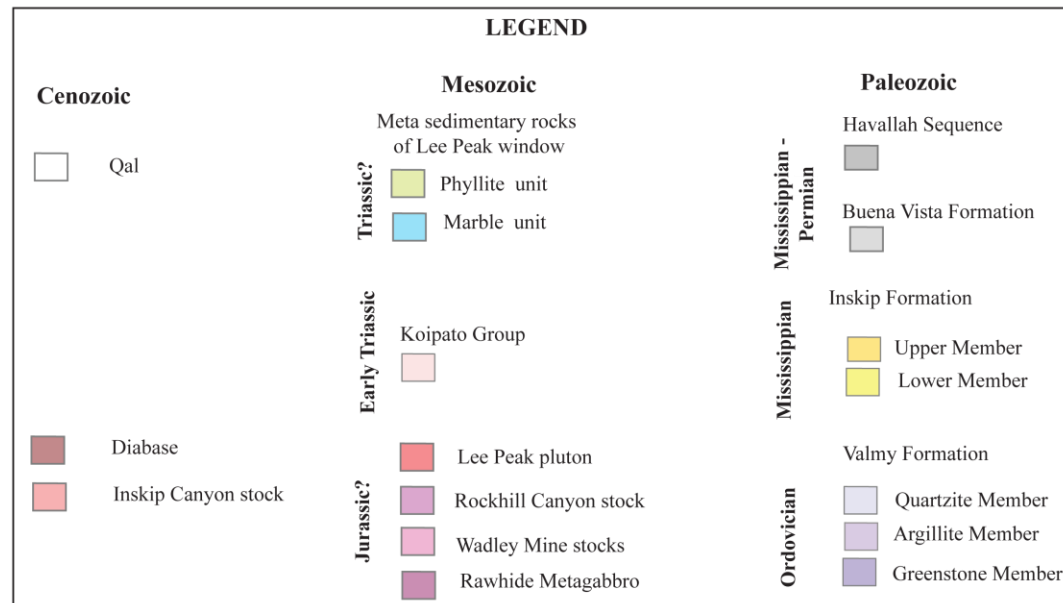 LEGEND
Cenozoic
Qal
Diabase
Inskip Canyon stock
Mesozoic
Triassic?
Meta sedimentary rocks
of Lee Peak window
Phyllite unit
Marble unit
Early Triassic
Koipato Group
Jurassic?
Lee Peak pluton
Rockhill Canyon stock
Wadley Mine stocks
Rawhide Metagabbro
Paleozoic
Mississippian -
Permian
Havallah Sequence
Buena Vista Formation
Mississippian
Inskip Formation
Upper Member
Lower Member
Ordovician
Valmy Formation
Quartzite Member
Argillite Member
Greenstone Member